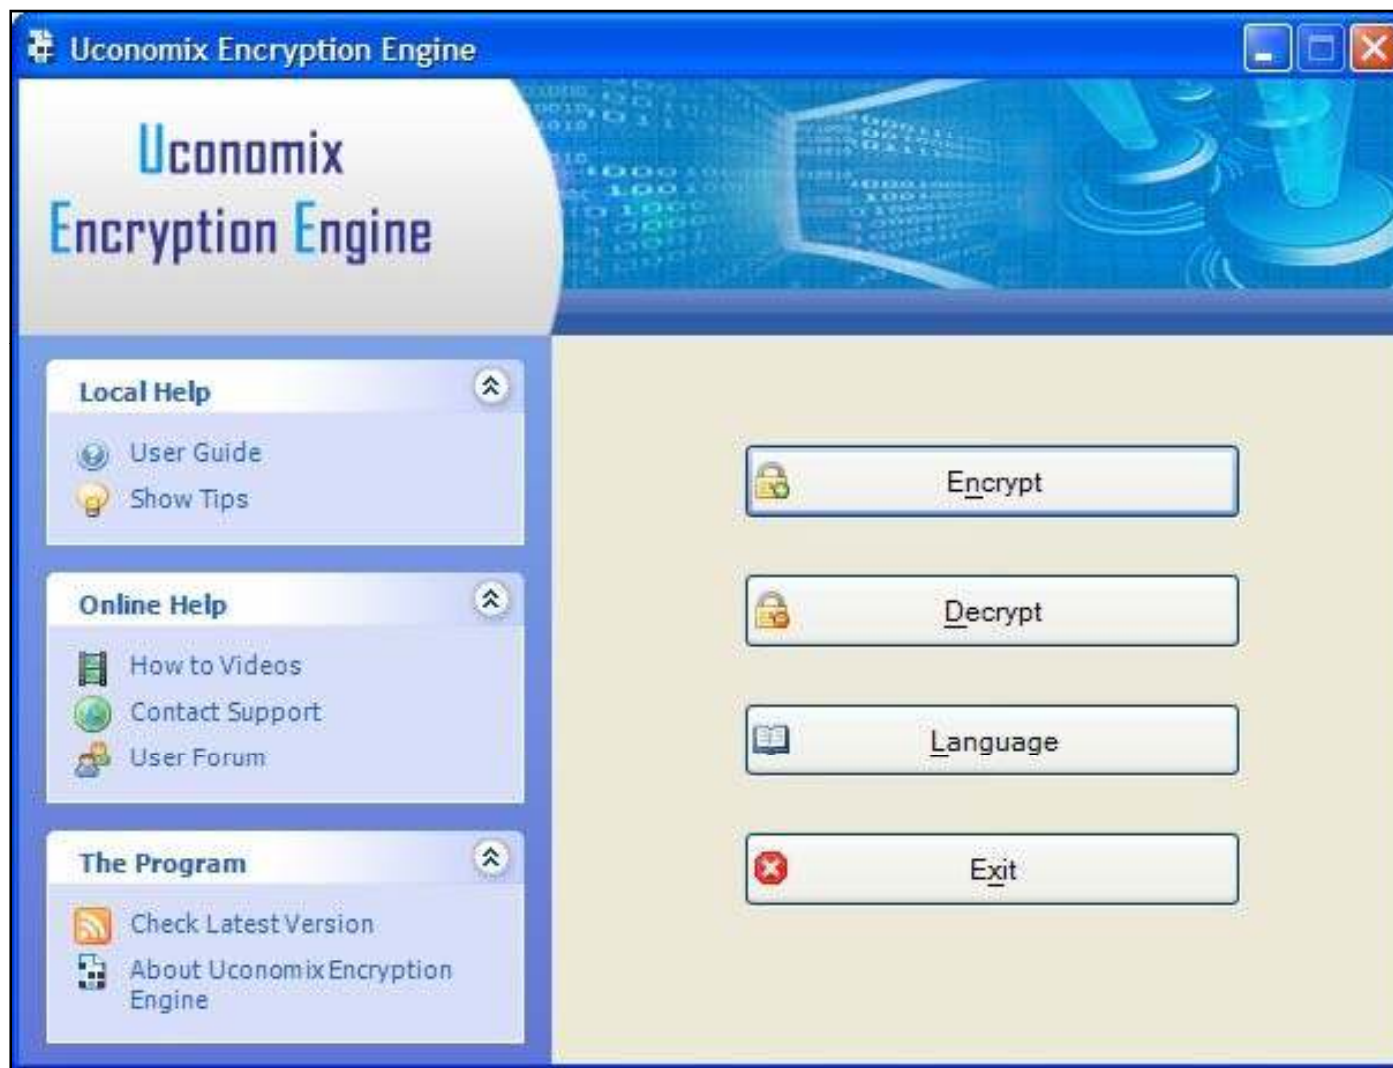 Uconomix Encryption Engine
Uconomix
Encryption Engine
Local Help
User Guide
Show Tips
Online Help
How to Videos
Contact Support
User Forum
The Program
Check Latest Version
About Uconomix Encryption
Engine
Encrypt
Decrypt
Language
Exit